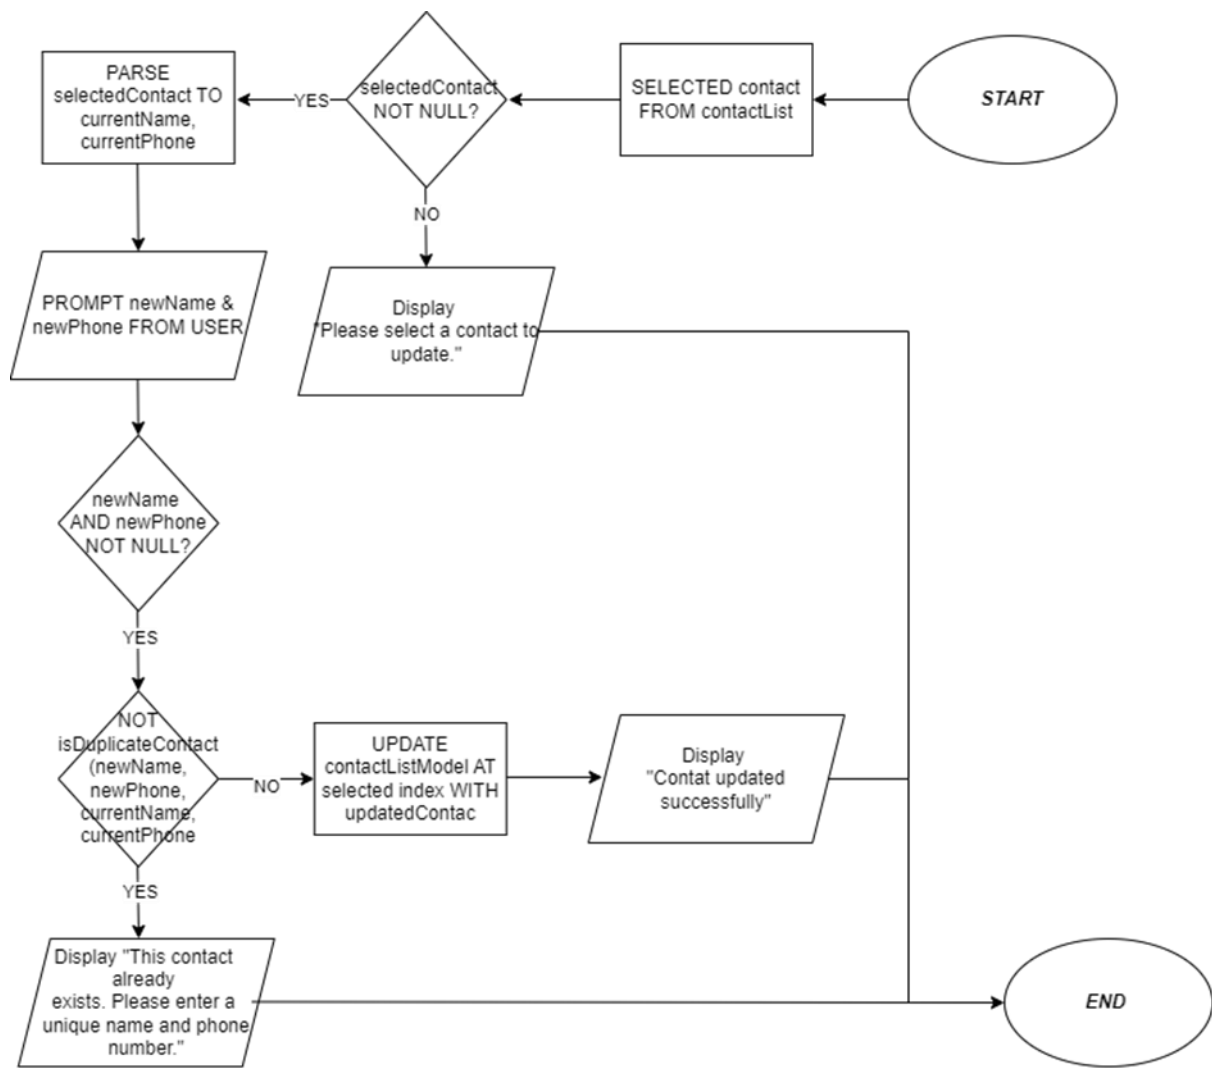 START
SELECTED contact
FROM contactList
selectedContact
NOT NULL?
YES
PARSE
selectedContact TO
currentName,
currentPhone
NO
Display
"Please select a contact to
update."
PROMPT newName &
newPhone FROM USER
newName
AND newPhone
NOT NULL?
YES
NOT
isDuplicateContact
(newName,
newPhone,
currentName,
currentPhone
NO
UPDATE
contactListModel AT
selected index WITH
updatedContac
Display
"Contat updated
successfully"
YES
Display "This contact
already
exists. Please enter a
unique name and phone
number."
END